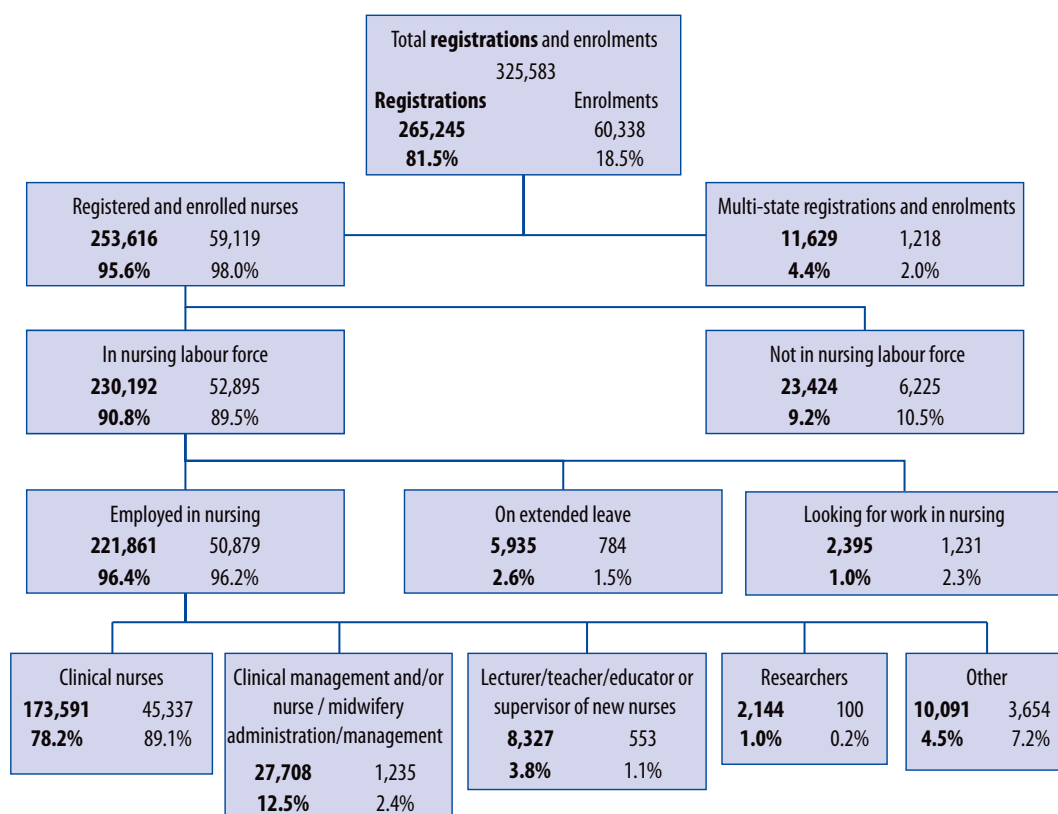 Total registrations and enrolments
325,583
Registrations Enrolments
265,245 60,338
81.5% 18.5%
Registered and enrolled nurses
253,616 59,119
95.6% 98.0%
Multi-state registrations and enrolments
11,629 1,218
4.4% 2.0%
In nursing labour force
230,192 52,895
90.8% 89.5%
Not in nursing labour force
23,424 6,225
9.2% 10.5%
Employed in nursing
221,861 50,879
96.4% 96.2%
On extended leave
5,935 784
2.6% 1.5%
Looking for work in nursing
2,395 1,231
1.0% 2.3%
Clinical nurses
173,591 45,337
78.2% 89.1%
Clinical management and/or
nurse / midwifery
administration/management
27,708 1,235
12.5% 2.4%
Lecturer/teacher/educator or
supervisor of new nurses
8,327 553
3.8% 1.1%
Researchers
2,144 100
1.0% 0.2%
Other
10,091 3,654
4.5% 7.2%